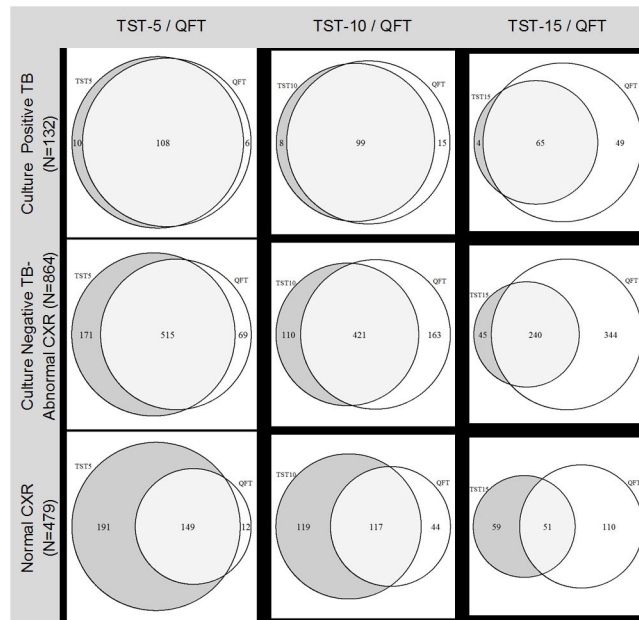 TST-5 / QFT
TST-10 / QFT
TST-15 / QFT
Culture Positive TB
(N=132)
TST5
QFT
10
108
6
TST10
QFT
8
99
15
TST15
QFT
4
65
49
Culture Negative TB-
Abnormal CXR (N=864)
TST5
QFT
171
515
69
TST10
QFT
110
421
163
TST15
QFT
45
240
344
Normal CXR
(N=479)
TST5
QFT
191
149
12
TST10
QFT
119
117
44
TST15
QFT
59
51
110